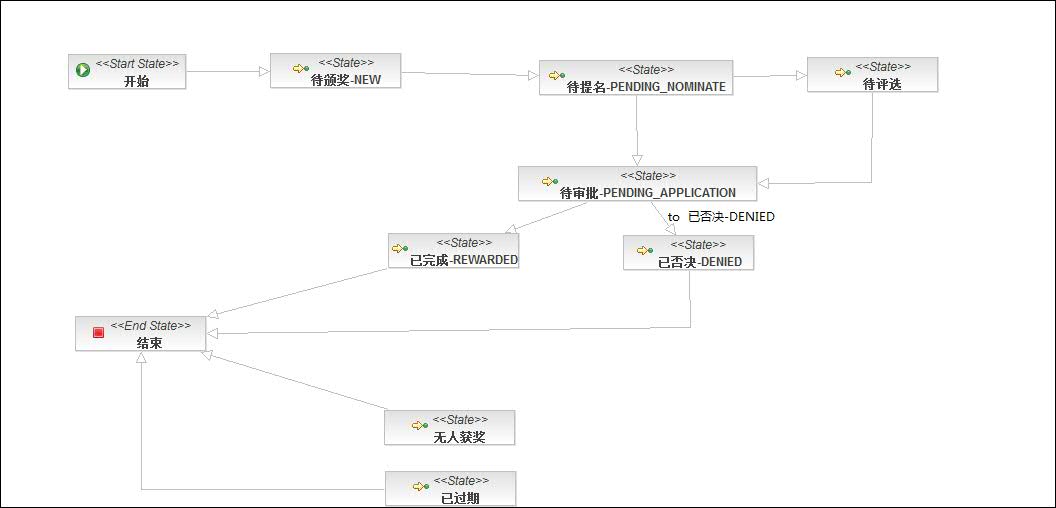 <<Start State>>
开始
<<State>>
待颁奖-NEW
<<State>>
待提名-PENDING_NOMINATE
<<State>>
待评选
<<State>>
待审批-PENDING_APPLICATION
to 已否决-DENIED
<<State>>
已完成-REWARDED
<<State>>
已否决-DENIED
<<End State>>
结束
<<State>>
无人获奖
<<State>>
已过期